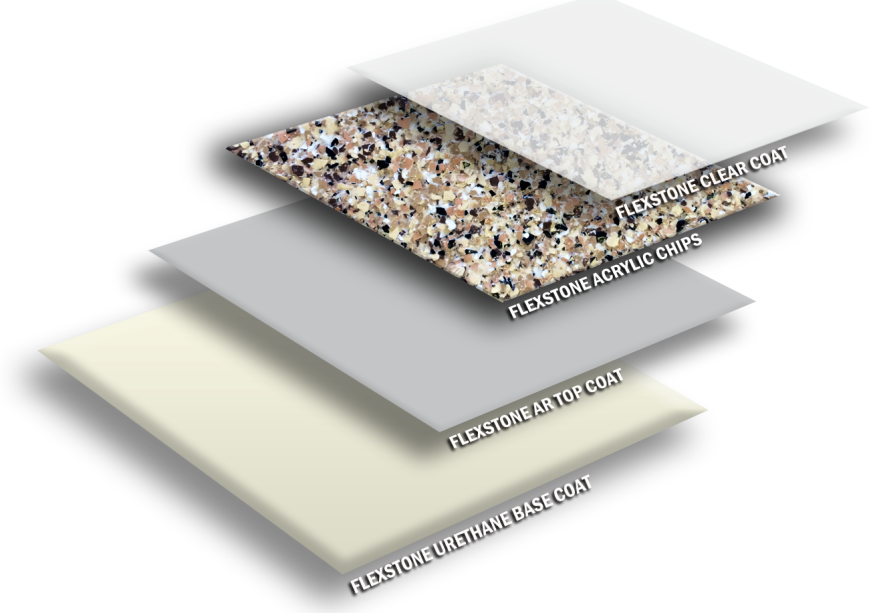 FLEXSTONE CLEAR COAT
FLEXSTONE ACRYLIC CHIPS
FLEXSTONE AR TOP COAT
FLEXSTONE URETHANE BASE COAT